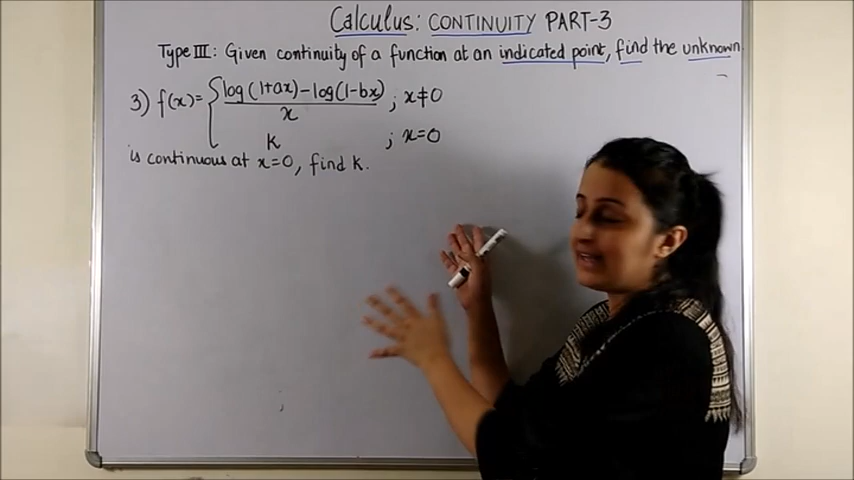 Calculus: CONTINUITY PART-3
Type III: Given continuity of a function at an indicated point, find the unknown.
3) f(x)= { log(1+ax)-log(1-bx) / x ; x≠0
k ; x=0
is continuous at x=0, find k.